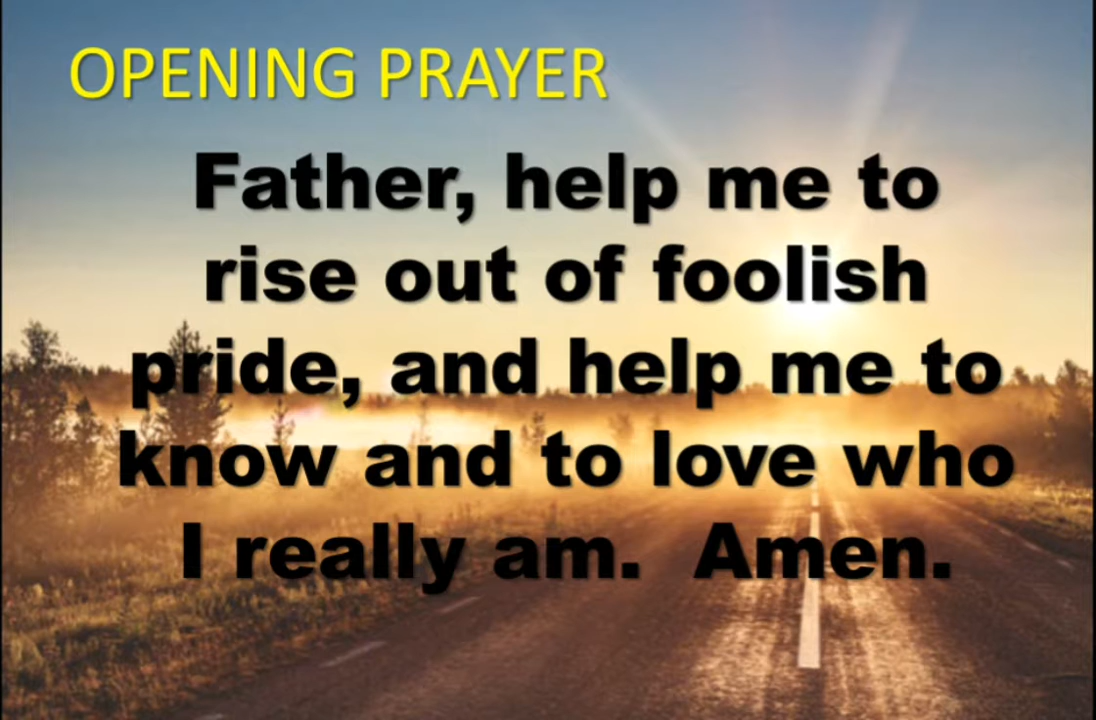 OPENING PRAYER
Father, help me to
rise out of foolish
pride, and help me to
know and to love who
I really am.  Amen.